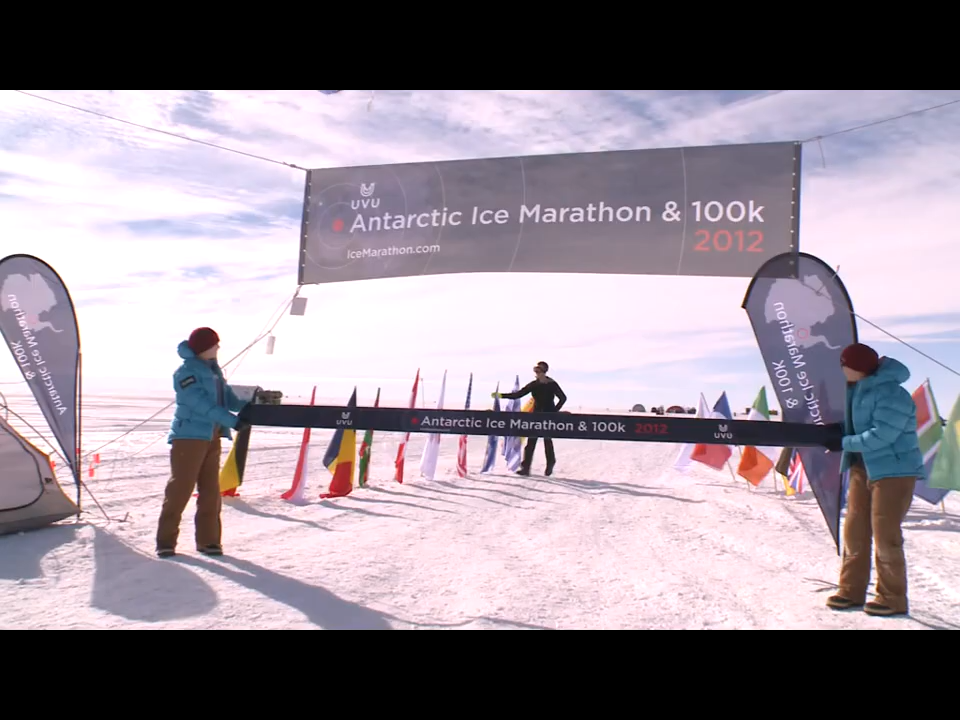 UVU
Antarctic Ice Marathon & 100k
2012
IceMarathon.com
Antarctic Ice Marathon
& 100K
Antarctic Ice Marathon
& 100K
UVU
Antarctic Ice Marathon & 100k 2012
UVU